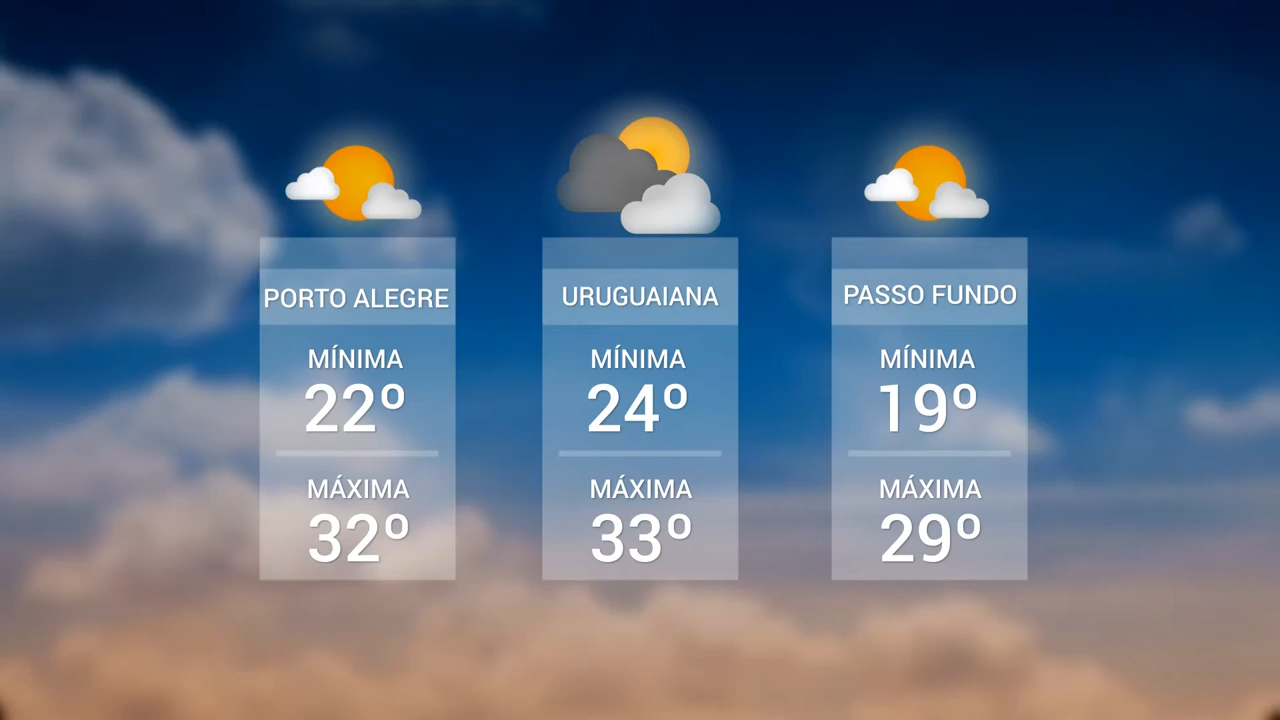 PORTO ALEGRE
MÍNIMA
22º
MÁXIMA
32º
URUGUAIANA
MÍNIMA
24º
MÁXIMA
33º
PASSO FUNDO
MÍNIMA
19º
MÁXIMA
29º